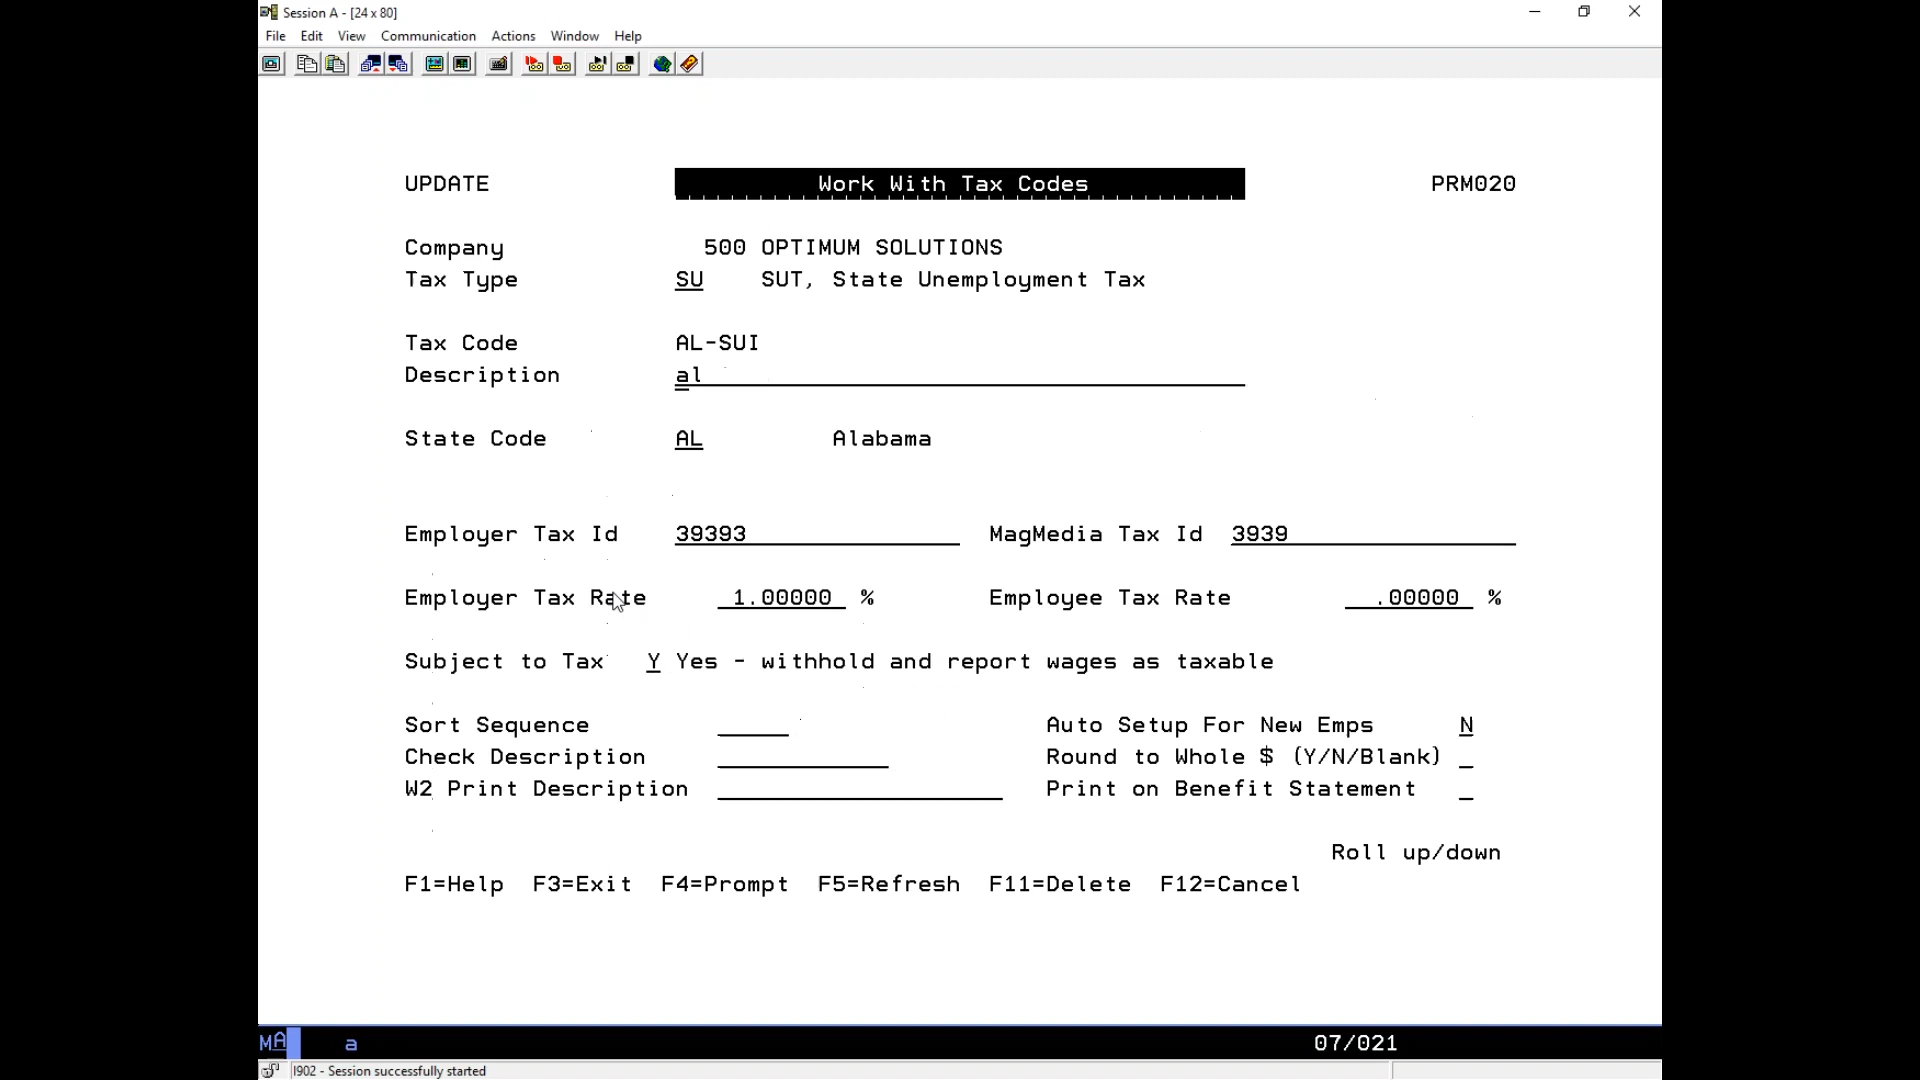 Session A - [24 x 80]
File Edit View Communication Actions Window Help
UPDATE Work With Tax Codes PRM020
Company 500 OPTIMUM SOLUTIONS
Tax Type SU SUT, State Unemployment Tax
Tax Code AL-SUI
Description al
State Code AL Alabama
Employer Tax Id 39393 MagMedia Tax Id 3939
Employer Tax Rate 1.00000 % Employee Tax Rate .00000 %
Subject to Tax Y Yes - withhold and report wages as taxable
Sort Sequence Auto Setup For New Emps N
Check Description Round to Whole $ (Y/N/Blank)
W2 Print Description Print on Benefit Statement
Roll up/down
F1=Help F3=Exit F4=Prompt F5=Refresh F11=Delete F12=Cancel
MA a 07/021
I902 - Session successfully started